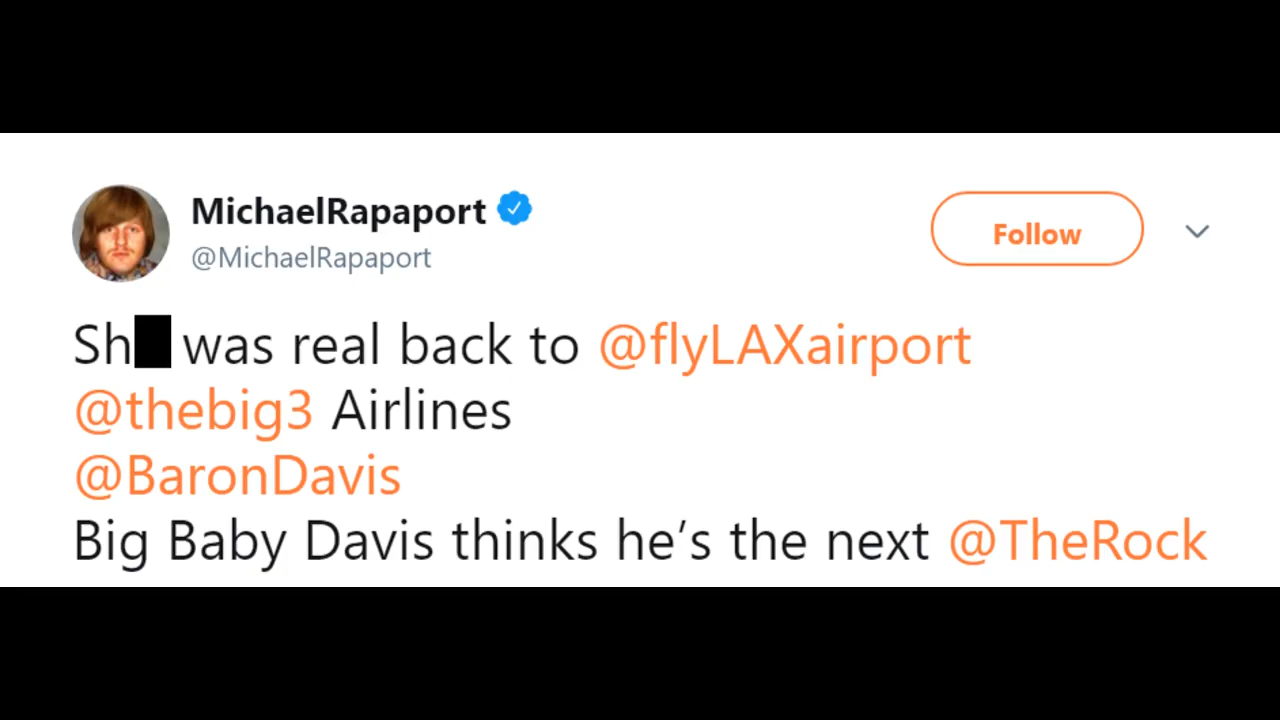 MichaelRapaport
@MichaelRapaport
Follow
Sh was real back to @flyLAXairport
@thebig3 Airlines
@BaronDavis
Big Baby Davis thinks he’s the next @TheRock